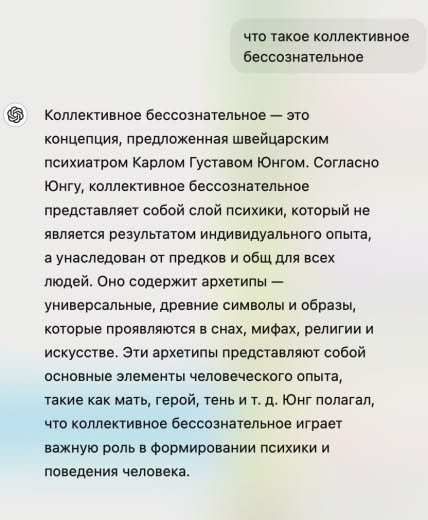 что такое коллективное
бессознательное
Коллективное бессознательное — это
концепция, предложенная швейцарским
психиатром Карлом Густавом Юнгом. Согласно
Юнгу, коллективное бессознательное
представляет собой слой психики, который не
является результатом индивидуального опыта,
а унаследован от предков и общ для всех
людей. Оно содержит архетипы —
универсальные, древние символы и образы,
которые проявляются в снах, мифах, религии и
искусстве. Эти архетипы представляют собой
основные элементы человеческого опыта,
такие как мать, герой, тень и т. д. Юнг полагал,
что коллективное бессознательное играет
важную роль в формировании психики и
поведения человека.